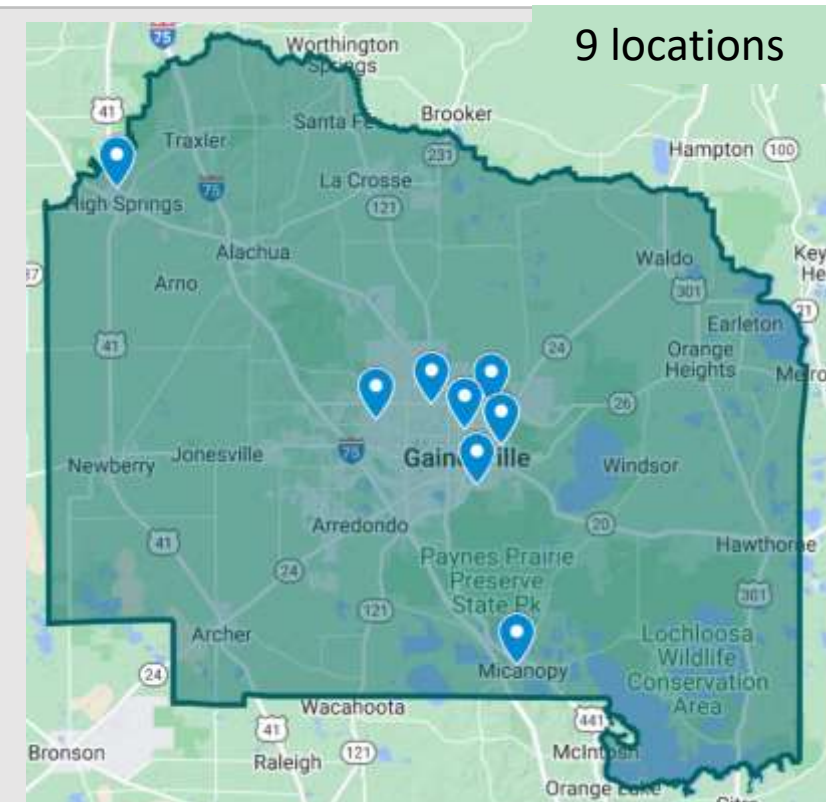 9 locations
75
Worthington
Springs
41
Brooker
Santa Fe
Traxler
231
Hampton
100
La Crosse
75
High Springs
121
Alachua
Waldo
Key
He
Arno
301
21
Earleton
41
24
Orange
Heights
26
Newberry
Jonesville
75
Gainesville
Windsor
Arredondo
20
41
Hawthorne
24
Paynes Prairie
Preserve
State Pk
301
121
Archer
Lochloosa
Wildlife
Conservation
Area
24
Micanopy
Wacahoota
41
441
Bronson
Raleigh
121
McIntosh
Orange Lake